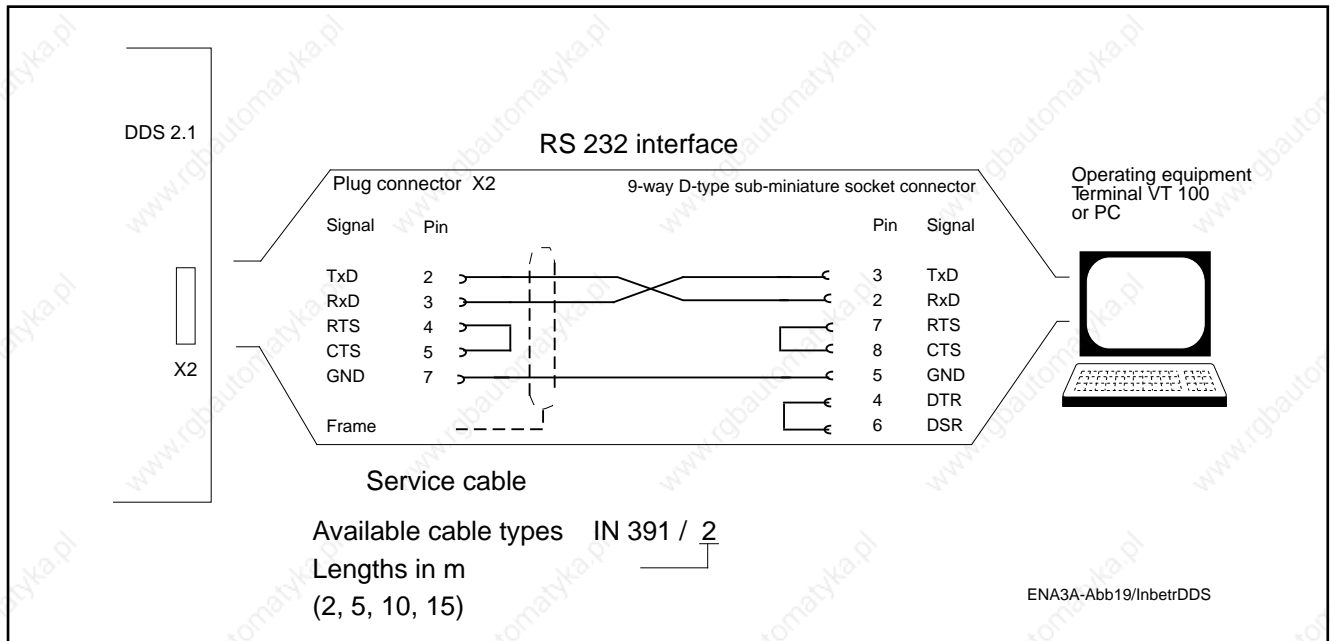 DDS 2.1
X2
RS 232 interface
Plug connector X2
9-way D-type sub-miniature socket connector
Signal Pin
Pin Signal
TxD 2
3 TxD
RxD 3
2 RxD
RTS 4
7 RTS
CTS 5
8 CTS
GND 7
5 GND
4 DTR
Frame
6 DSR
Operating equipment
Terminal VT 100
or PC
Service cable
Available cable types IN 391 / 2
Lengths in m
(2, 5, 10, 15)
ENA3A-Abb19/InbetrDDS
www.rgbautomatyka.pl